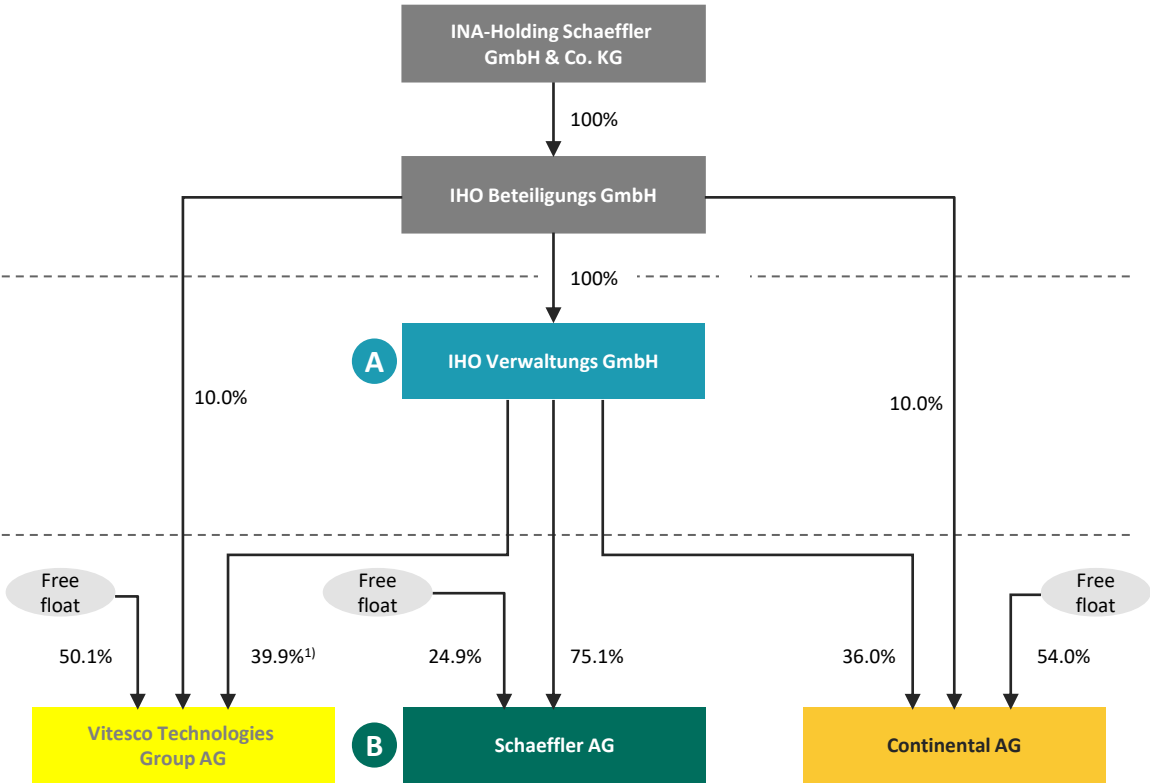 INA-Holding Schaeffler
GmbH & Co. KG
100%
IHO Beteiligungs GmbH
100%
A
IHO Verwaltungs GmbH
10.0%
10.0%
Free
float
Free
float
Free
float
50.1%
39.9%1)
24.9%
75.1%
36.0%
54.0%
Vitesco Technologies
Group AG
B
Schaeffler AG
Continental AG